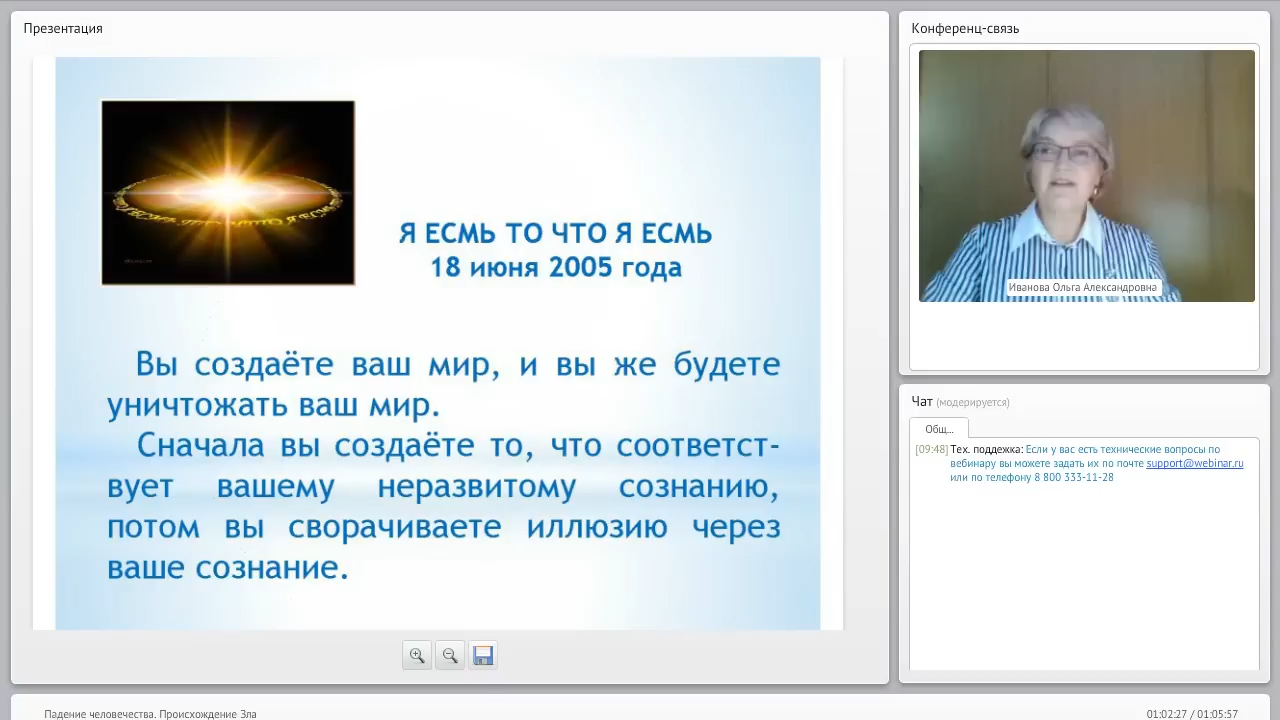 Презентация
Я ЕСМЬ ТО ЧТО Я ЕСМЬ
18 июня 2005 года
Вы создаёте ваш мир, и вы же будете
уничтожать ваш мир.
Сначала вы создаёте то, что соответст-
вует вашему неразвитому сознанию,
потом вы сворачиваете иллюзию через
ваше сознание.
Конференц-связь
Иванова Ольга Александровна
Чат (модерируется)
Общ...
[09:48] Тех. поддежка: Если у вас есть технические вопросы по
вебинару вы можете задать их по почте support@webinar.ru
или по телефону 8 800 333-11-28
Падение человечества. Происхождение Зла
01:02:27 / 01:05:57